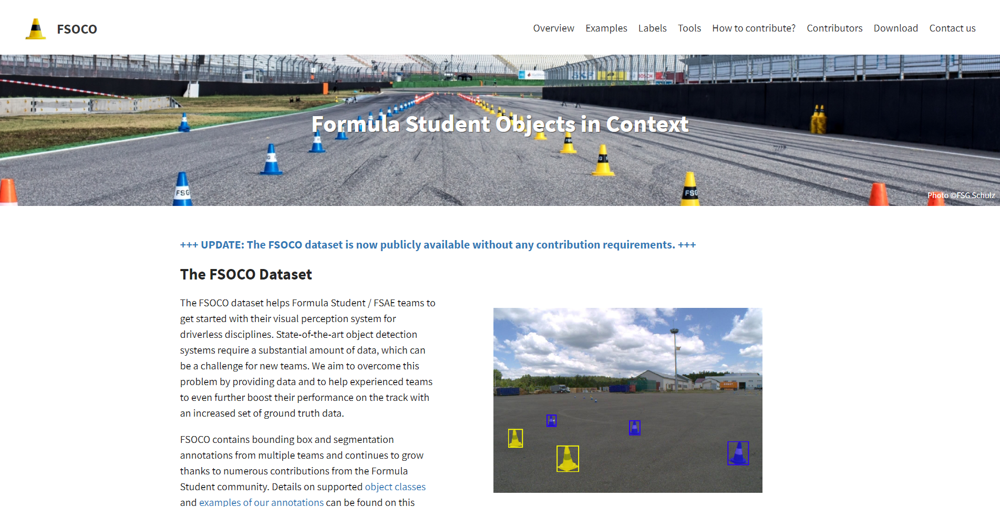 FSOCO
Overview Examples Labels Tools How to contribute? Contributors Download Contact us
BOSCH
Formula Student Objects in Context
FSG
FSG
Photo ©FSG Schulz
+++ UPDATE: The FSOCO dataset is now publicly available without any contribution requirements. +++
The FSOCO Dataset
The FSOCO dataset helps Formula Student / FSAE teams to
get started with their visual perception system for
driverless disciplines. State-of-the-art object detection
systems require a substantial amount of data, which can
be a challenge for new teams. We aim to overcome this
problem by providing data and to help experienced teams
to even further boost their performance on the track with
an increased set of ground truth data.
FSOCO contains bounding box and segmentation
annotations from multiple teams and continues to grow
thanks to numerous contributions from the Formula
Student community. Details on supported object classes
and examples of our annotations can be found on this